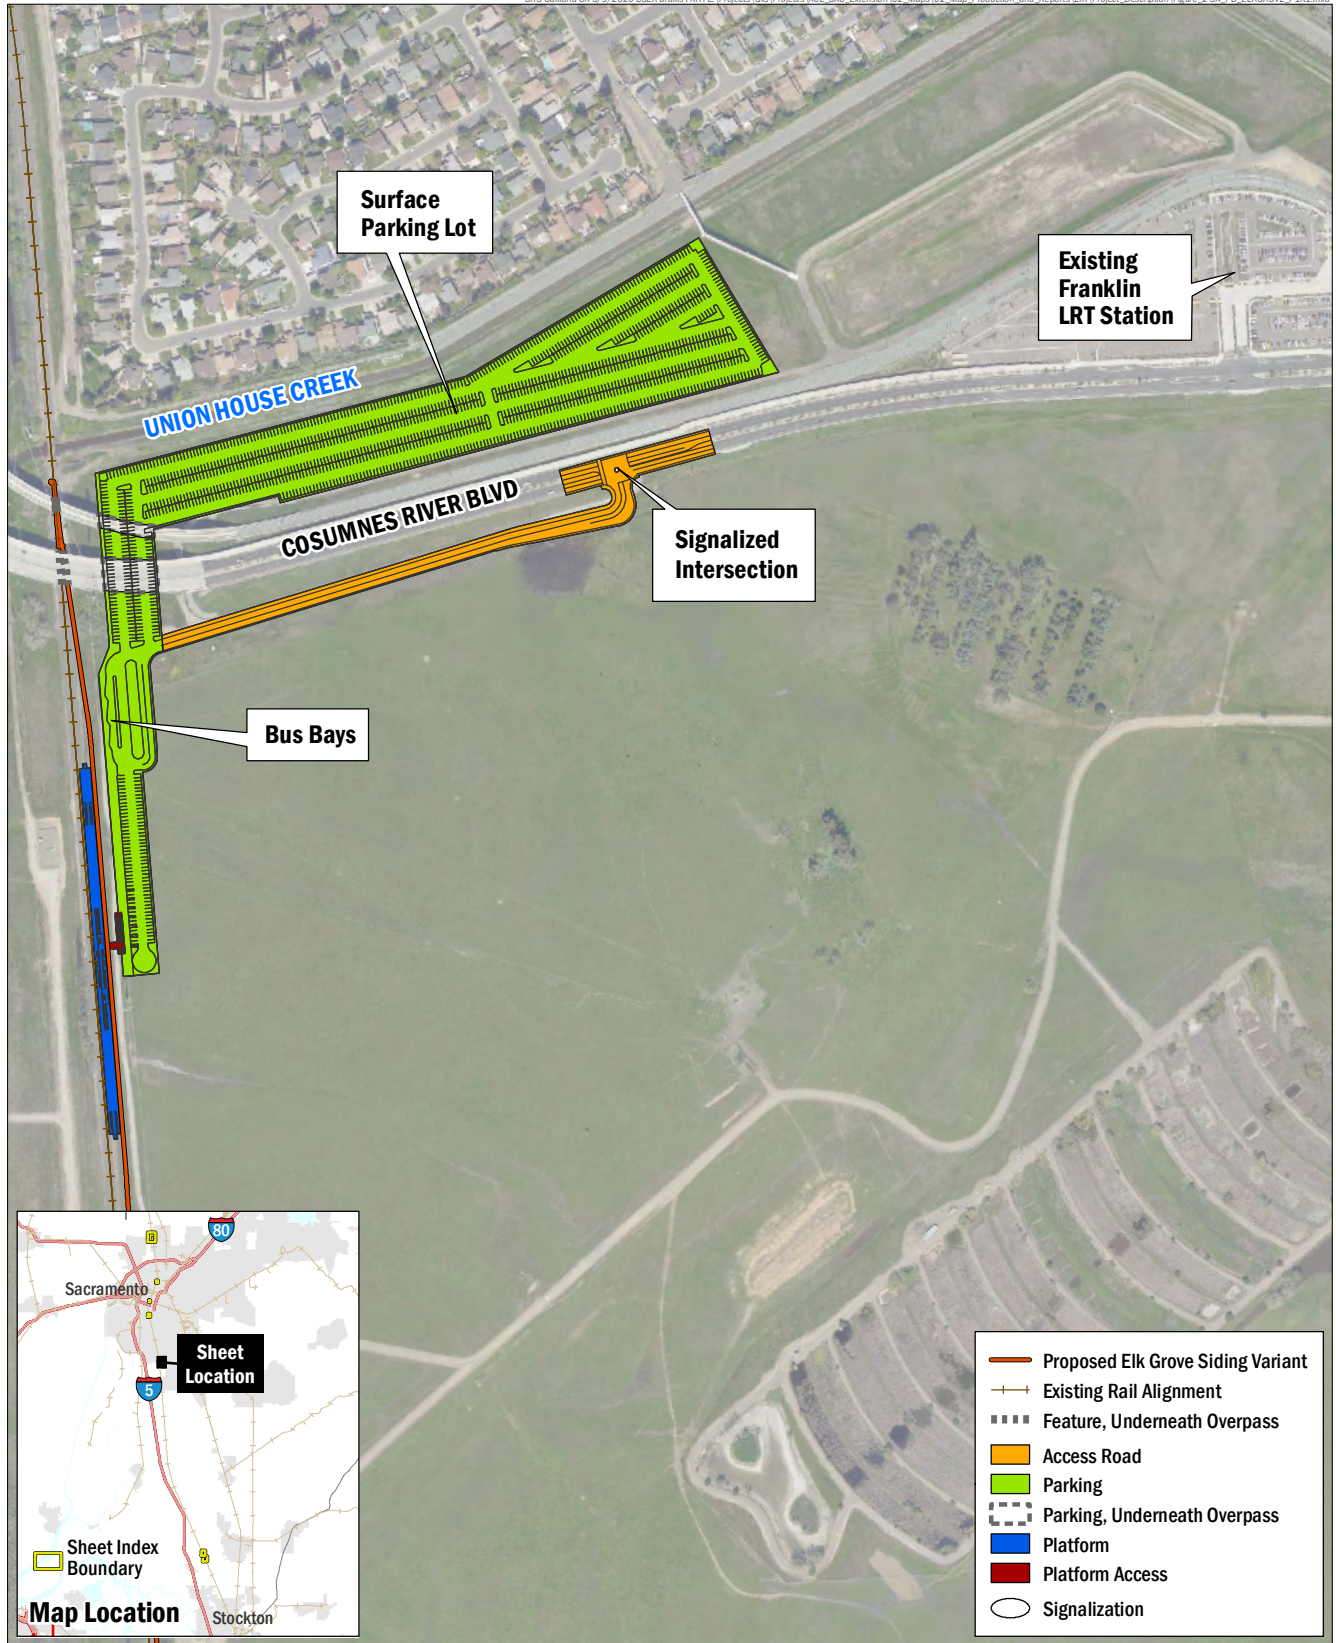 Surface
Parking Lot
Existing
Franklin
LRT Station
UNION HOUSE CREEK
COSUMNES RIVER BLVD
Signalized
Intersection
Bus Bays
80
Sacramento
Sheet
Location
5
Sheet Index
Boundary
Map Location
Stockton
Proposed Elk Grove Siding Variant
Existing Rail Alignment
Feature, Underneath Overpass
Access Road
Parking
Parking, Underneath Overpass
Platform
Platform Access
Signalization